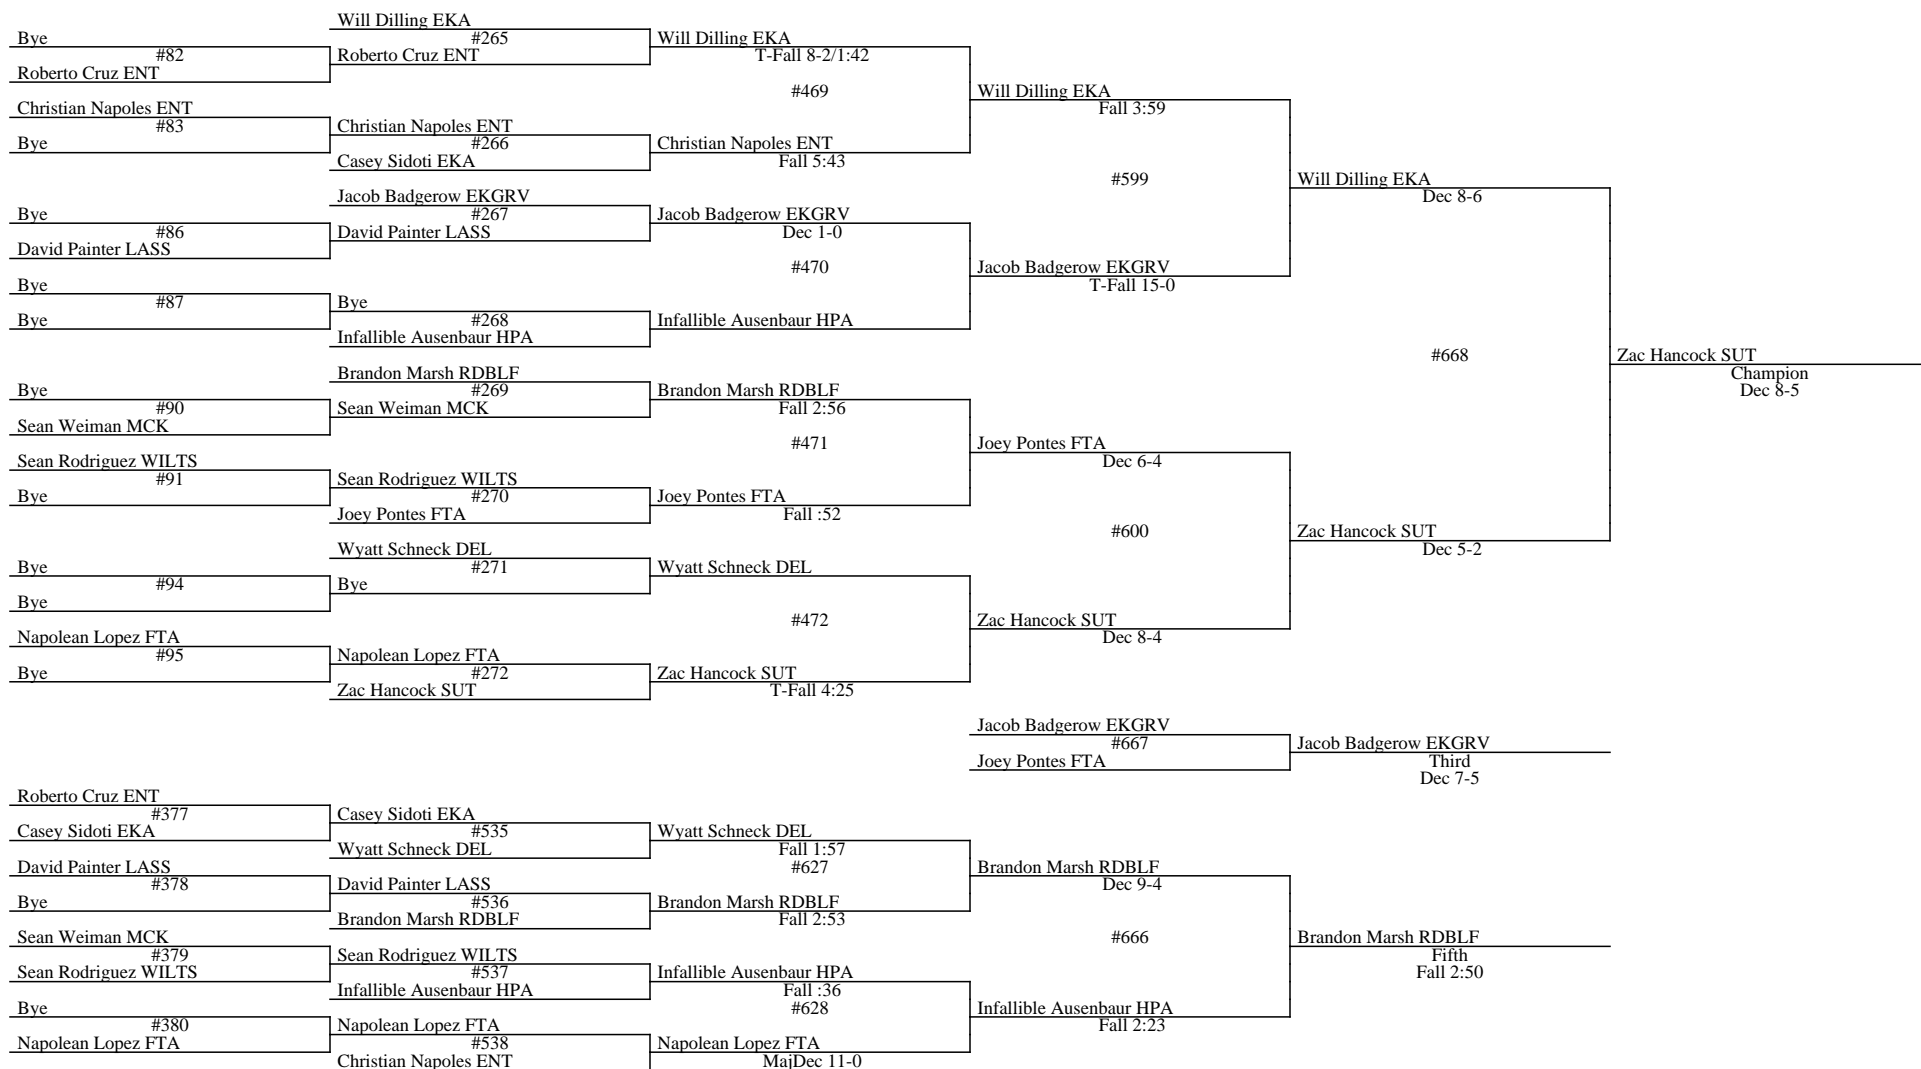 Will Dilling EKA
Bye
#265
Will Dilling EKA
#82
Roberto Cruz ENT
T-Fall 8-2/1:42
Roberto Cruz ENT
#469
Will Dilling EKA
Christian Napoles ENT
Fall 3:59
#83
Christian Napoles ENT
Bye
#266
Christian Napoles ENT
Casey Sidoti EKA
Fall 5:43
#599
Will Dilling EKA
Jacob Badgerow EKGRV
Dec 8-6
Bye
#267
Jacob Badgerow EKGRV
#86
David Painter LASS
Dec 1-0
David Painter LASS
#470
Jacob Badgerow EKGRV
Bye
T-Fall 15-0
#87
Bye
Bye
#268
Infallible Ausenbaur HPA
Infallible Ausenbaur HPA
#668
Zac Hancock SUT
Brandon Marsh RDBLF
Champion
Bye
#269
Brandon Marsh RDBLF
Dec 8-5
#90
Sean Weiman MCK
Fall 2:56
Sean Weiman MCK
#471
Joey Pontes FTA
Sean Rodriguez WILTS
Dec 6-4
#91
Sean Rodriguez WILTS
Bye
#270
Joey Pontes FTA
Joey Pontes FTA
Fall :52
#600
Zac Hancock SUT
Wyatt Schneck DEL
Dec 5-2
Bye
#271
Wyatt Schneck DEL
#94
Bye
Bye
#472
Zac Hancock SUT
Napolean Lopez FTA
Dec 8-4
#95
Napolean Lopez FTA
Bye
#272
Zac Hancock SUT
Zac Hancock SUT
T-Fall 4:25
Jacob Badgerow EKGRV
#667
Jacob Badgerow EKGRV
Joey Pontes FTA
Third
Dec 7-5
Roberto Cruz ENT
#377
Casey Sidoti EKA
Casey Sidoti EKA
#535
Wyatt Schneck DEL
Wyatt Schneck DEL
Fall 1:57
David Painter LASS
#627
Brandon Marsh RDBLF
#378
David Painter LASS
Dec 9-4
Bye
#536
Brandon Marsh RDBLF
Brandon Marsh RDBLF
Fall 2:53
Sean Weiman MCK
#666
Brandon Marsh RDBLF
#379
Sean Rodriguez WILTS
Fifth
Sean Rodriguez WILTS
#537
Infallible Ausenbaur HPA
Fall 2:50
Infallible Ausenbaur HPA
Fall :36
Bye
#628
Infallible Ausenbaur HPA
#380
Napolean Lopez FTA
Fall 2:23
Napolean Lopez FTA
#538
Napolean Lopez FTA
Christian Napoles ENT
MajDec 11-0